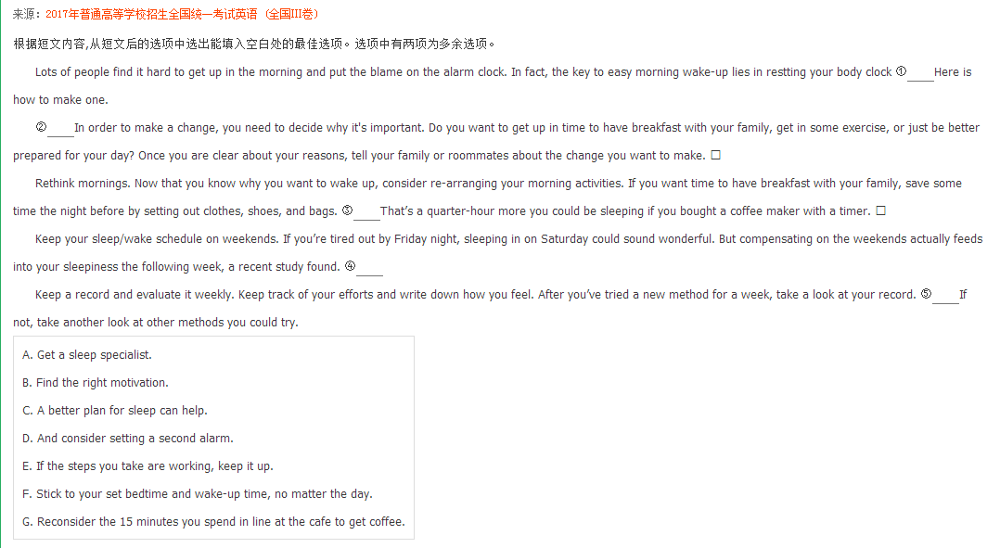 来源：2017年普通高等学校招生全国统一考试英语（全国III卷）
根据短文内容,从短文后的选项中选出能填入空白处的最佳选项。选项中有两项为多余选项。
Lots of people find it hard to get up in the morning and put the blame on the alarm clock. In fact, the key to easy morning wake-up lies in restting your body clock ①____Here is
how to make one.
②____In order to make a change, you need to decide why it's important. Do you want to get up in time to have breakfast with your family, get in some exercise, or just be better
prepared for your day? Once you are clear about your reasons, tell your family or roommates about the change you want to make. □
Rethink mornings. Now that you know why you want to wake up, consider re-arranging your morning activities. If you want time to have breakfast with your family, save some
time the night before by setting out clothes, shoes, and bags. ③____That’s a quarter-hour more you could be sleeping if you bought a coffee maker with a timer. □
Keep your sleep/wake schedule on weekends. If you’re tired out by Friday night, sleeping in on Saturday could sound wonderful. But compensating on the weekends actually feeds
into your sleepiness the following week, a recent study found. ④____
Keep a record and evaluate it weekly. Keep track of your efforts and write down how you feel. After you’ve tried a new method for a week, take a look at your record. ⑤____If
not, take another look at other methods you could try.
A. Get a sleep specialist.
B. Find the right motivation.
C. A better plan for sleep can help.
D. And consider setting a second alarm.
E. If the steps you take are working, keep it up.
F. Stick to your set bedtime and wake-up time, no matter the day.
G. Reconsider the 15 minutes you spend in line at the cafe to get coffee.